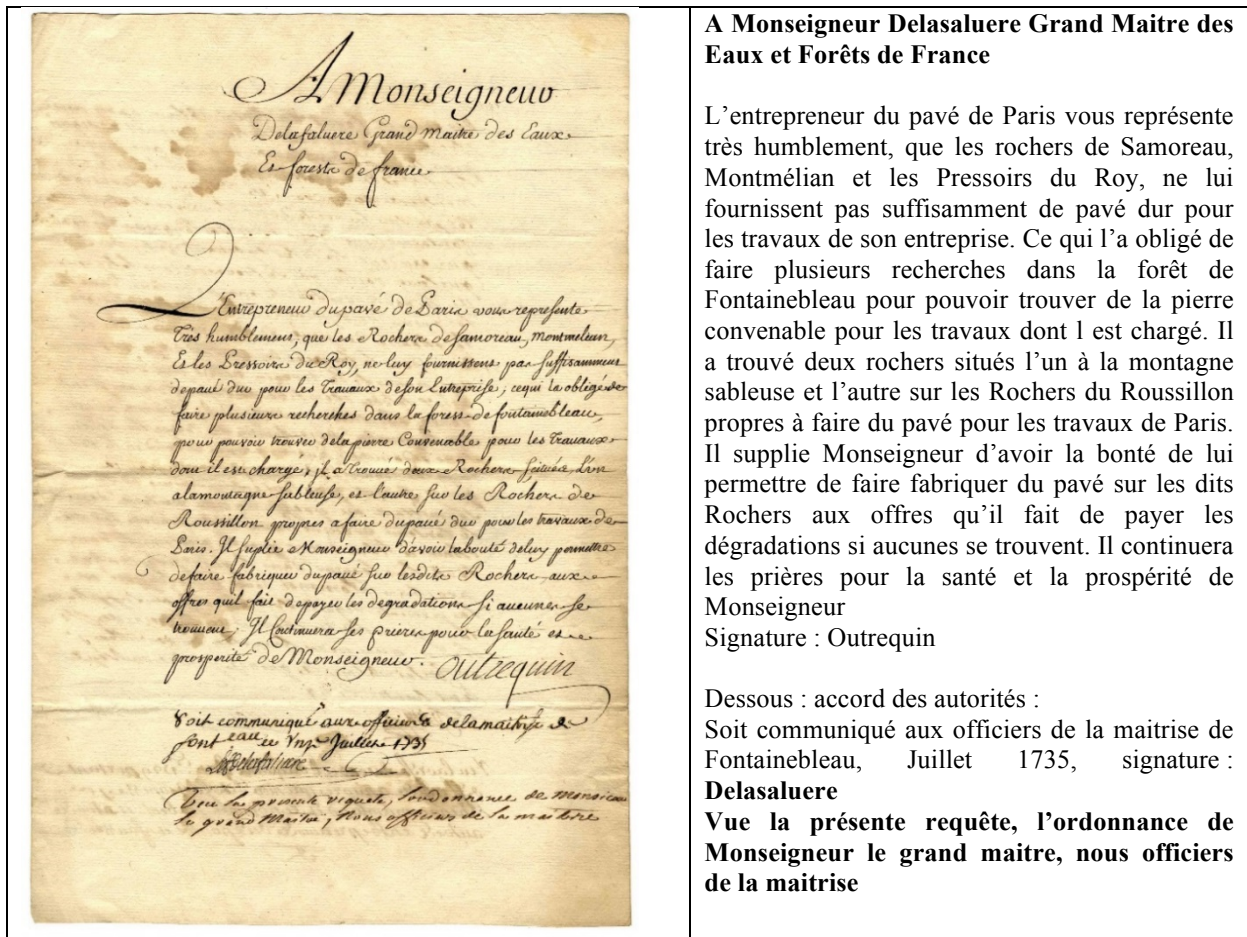 A Monseigneur
Delafaluere Grand Maitre des Eaux
Et forests de france
L'Entrepreneur du pavé de Paris vous represente
Tres humblement, que les Rochers de Samoreau, montmeleun,
Et les Pressoirs du Roy, ne luy fournissent pas suffisamment
de pavé dur pour les Travaux de son Entreprise; ce qui la obligé de
faire plusieurs recherches dans la forest de fontainebleau,
pour pouvoir trouver de la pierre Convenable pour les Travaux
dont il est chargé; il a trouvé deux Rochers scitués, L'un
a la montagne sableuse, et l'autre sur les Rochers de
Roussillon propres a faire du pavé dur pour les travaux de
Paris. Il suplie Monseigneur d'avoir la bonté de luy permettre
de faire fabriquer du pavé sur lesdits Rochers aux
offres quil fait de payer les degradations si aucunes se
trouvent; Il Continuera ses prieres pour la santé et
prosperité de Monseigneur. Outrequin
Soit communiqué aux officiers de la maitrise de
font.eau ce Juillet 1735
Delafaluere
Veu la presente requete, l'ordonnance de monsieur
le grand Maitre, Nous officiers de la maitrise
A Monseigneur Delasaluere Grand Maitre des
Eaux et Forêts de France
L'entrepreneur du pavé de Paris vous représente
très humblement, que les rochers de Samoreau,
Montmélian et les Pressoirs du Roy, ne lui
fournissent pas suffisamment de pavé dur pour
les travaux de son entreprise. Ce qui l'a obligé de
faire plusieurs recherches dans la forêt de
Fontainebleau pour pouvoir trouver de la pierre
convenable pour les travaux dont l est chargé. Il
a trouvé deux rochers situés l'un à la montagne
sableuse et l'autre sur les Rochers du Roussillon
propres à faire du pavé pour les travaux de Paris.
Il supplie Monseigneur d'avoir la bonté de lui
permettre de faire fabriquer du pavé sur les dits
Rochers aux offres qu'il fait de payer les
dégradations si aucunes se trouvent. Il continuera
les prières pour la santé et la prospérité de
Monseigneur
Signature : Outrequin
Dessous : accord des autorités :
Soit communiqué aux officiers de la maitrise de
Fontainebleau, Juillet 1735, signature :
Delasaluere
Vue la présente requête, l'ordonnance de
Monseigneur le grand maitre, nous officiers
de la maitrise